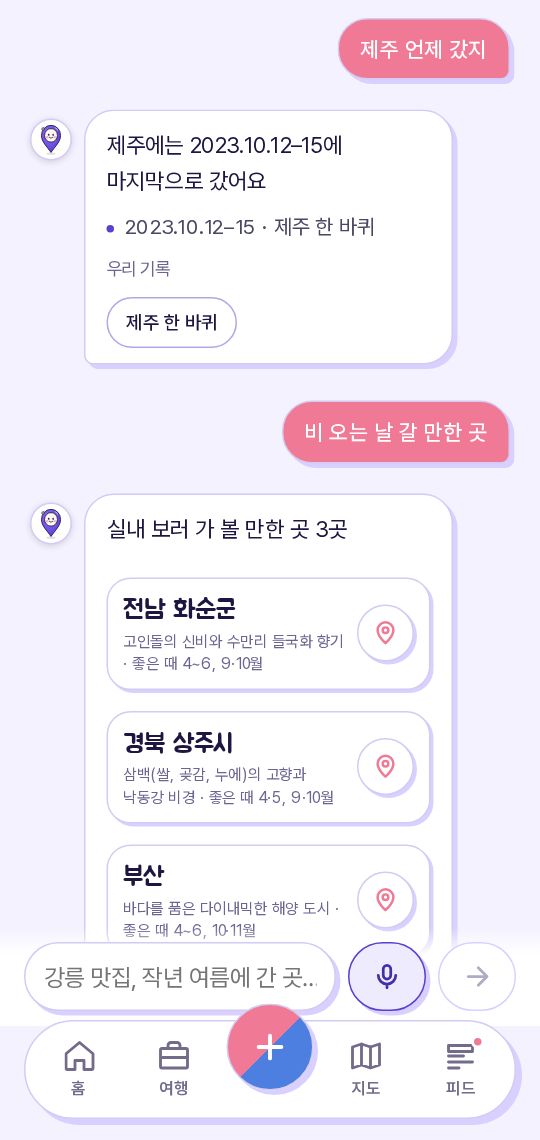 제주 언제 갔지
제주에는 2023.10.12–15에
마지막으로 갔어요
2023.10.12–15 · 제주 한 바퀴
우리 기록
제주 한 바퀴
비 오는 날 갈 만한 곳
실내 보러 가 볼 만한 곳 3곳
전남 화순군
고인돌의 신비와 수만리 들국화 향기
· 좋은 때 4~6, 9·10월
경북 상주시
삼백(쌀, 곶감, 누에)의 고향과
낙동강 비경 · 좋은 때 4·5, 9·10월
부산
바다를 품은 다이내믹한 해양 도시 ·
좋은 때 4~6, 10·11월
강릉 맛집, 작년 여름에 간 곳…
홈
여행
지도
피드